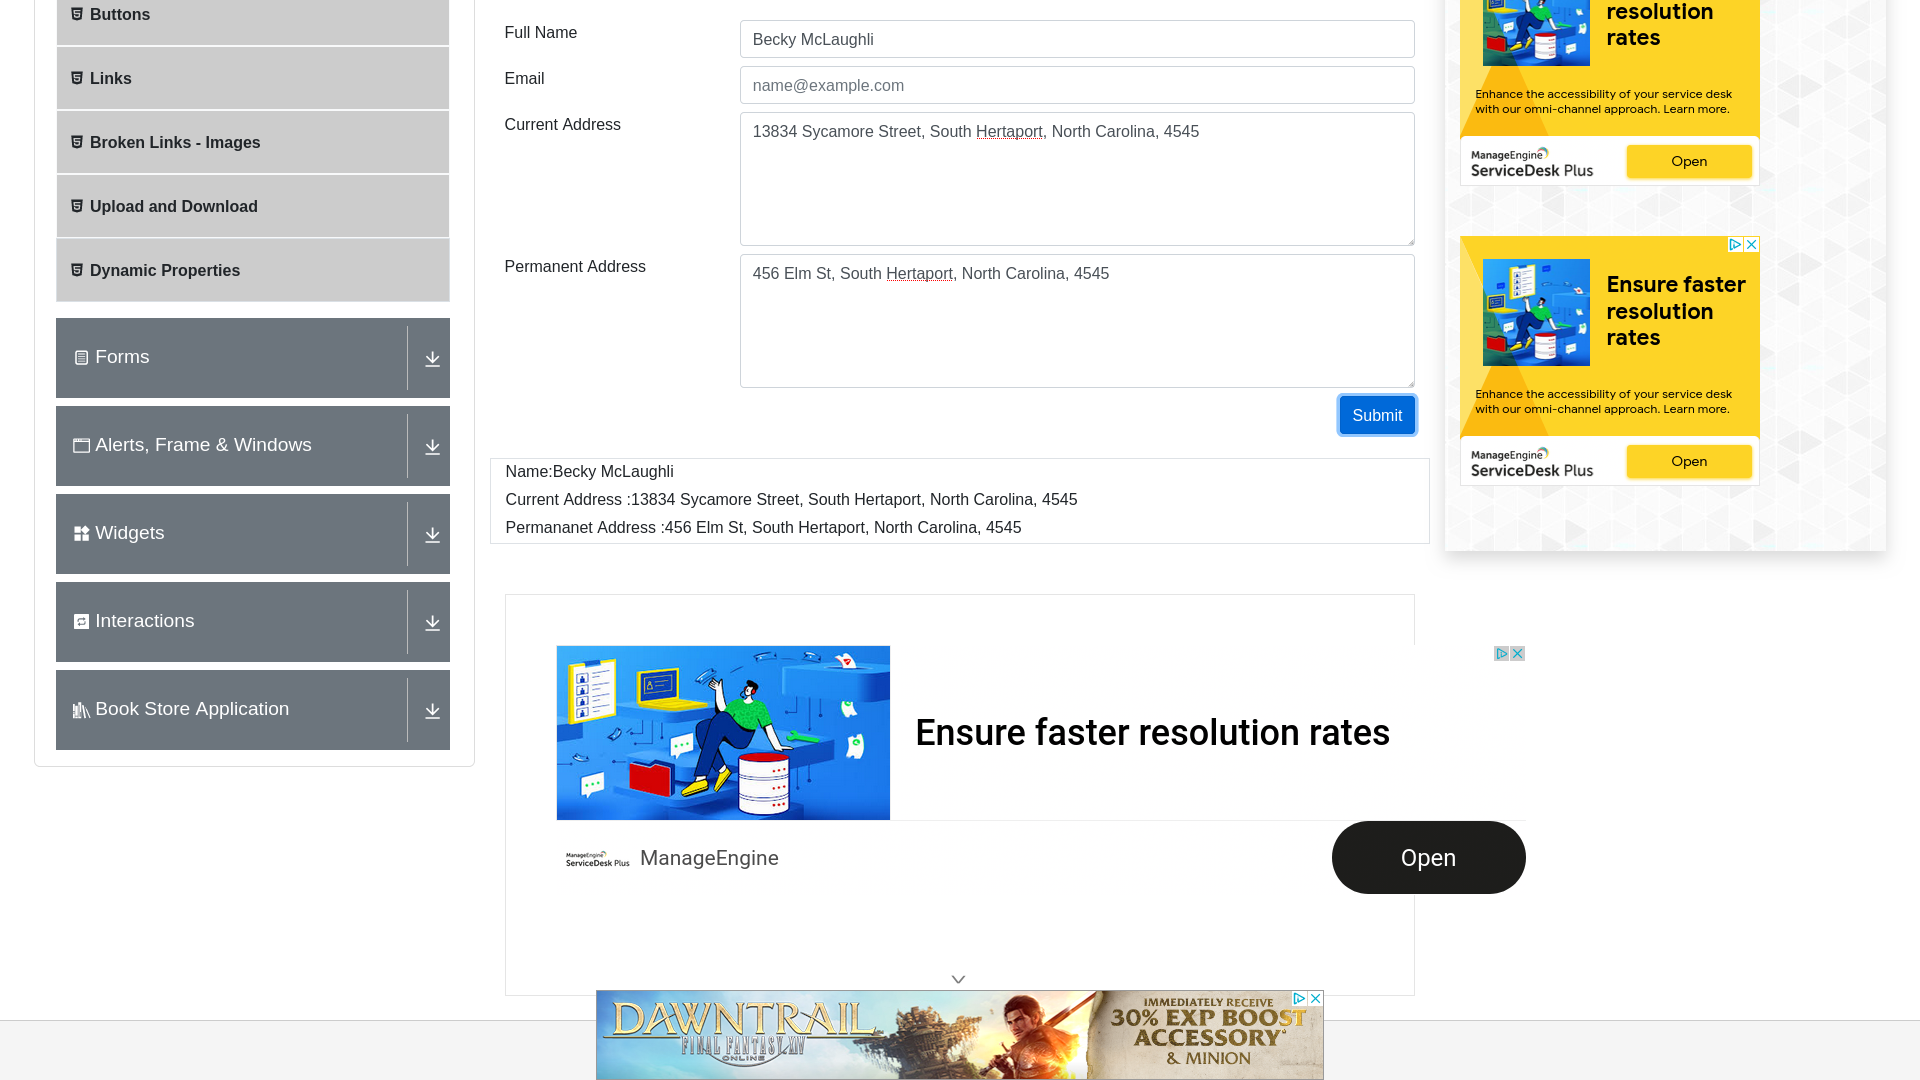 Buttons
Links
Broken Links - Images
Upload and Download
Dynamic Properties
Forms
Alerts, Frame & Windows
Widgets
Interactions
Book Store Application
Full Name
Becky McLaughli
Email
name@example.com
Current Address
13834 Sycamore Street, South Hertaport, North Carolina, 4545
Permanent Address
456 Elm St, South Hertaport, North Carolina, 4545
Submit
Name:Becky McLaughli
Current Address :13834 Sycamore Street, South Hertaport, North Carolina, 4545
Permananet Address :456 Elm St, South Hertaport, North Carolina, 4545
resolution
rates
Enhance the accessibility of your service desk
with our omni-channel approach. Learn more.
ManageEngine
ServiceDesk Plus
Open
Ensure faster
resolution
rates
Enhance the accessibility of your service desk
with our omni-channel approach. Learn more.
ManageEngine
ServiceDesk Plus
Open
Ensure faster resolution rates
ManageEngine
ServiceDesk Plus
ManageEngine
Open
DAWNTRAIL
FINAL FANTASY XIV
ONLINE
IMMEDIATELY RECEIVE
30% EXP BOOST
ACCESSORY
& MINION